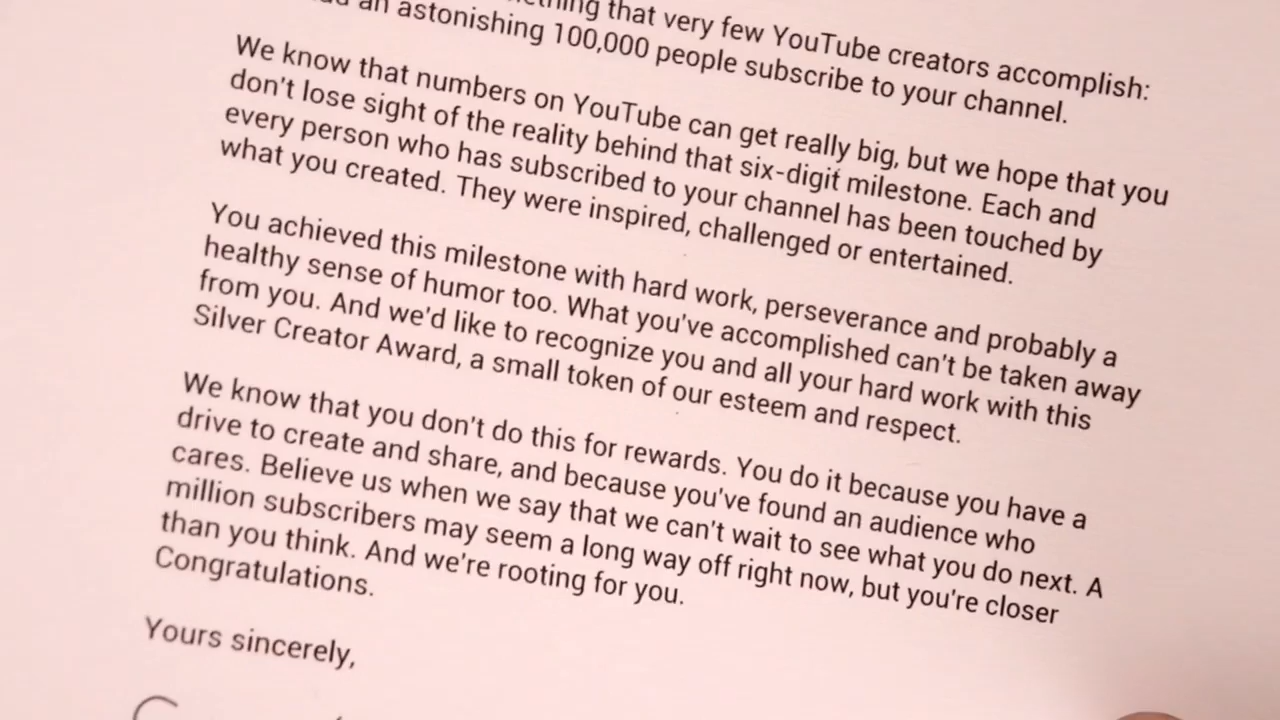 that very few YouTube creators accomplish:
an astonishing 100,000 people subscribe to your channel.
We know that numbers on YouTube can get really big, but we hope that you
don't lose sight of the reality behind that six-digit milestone. Each and
every person who has subscribed to your channel has been touched by
what you created. They were inspired, challenged or entertained.
You achieved this milestone with hard work, perseverance and probably a
healthy sense of humor too. What you've accomplished can't be taken away
from you. And we'd like to recognize you and all your hard work with this
Silver Creator Award, a small token of our esteem and respect.
We know that you don't do this for rewards. You do it because you have a
drive to create and share, and because you've found an audience who
cares. Believe us when we say that we can't wait to see what you do next. A
million subscribers may seem a long way off right now, but you're closer
than you think. And we're rooting for you.
Congratulations.
Yours sincerely,